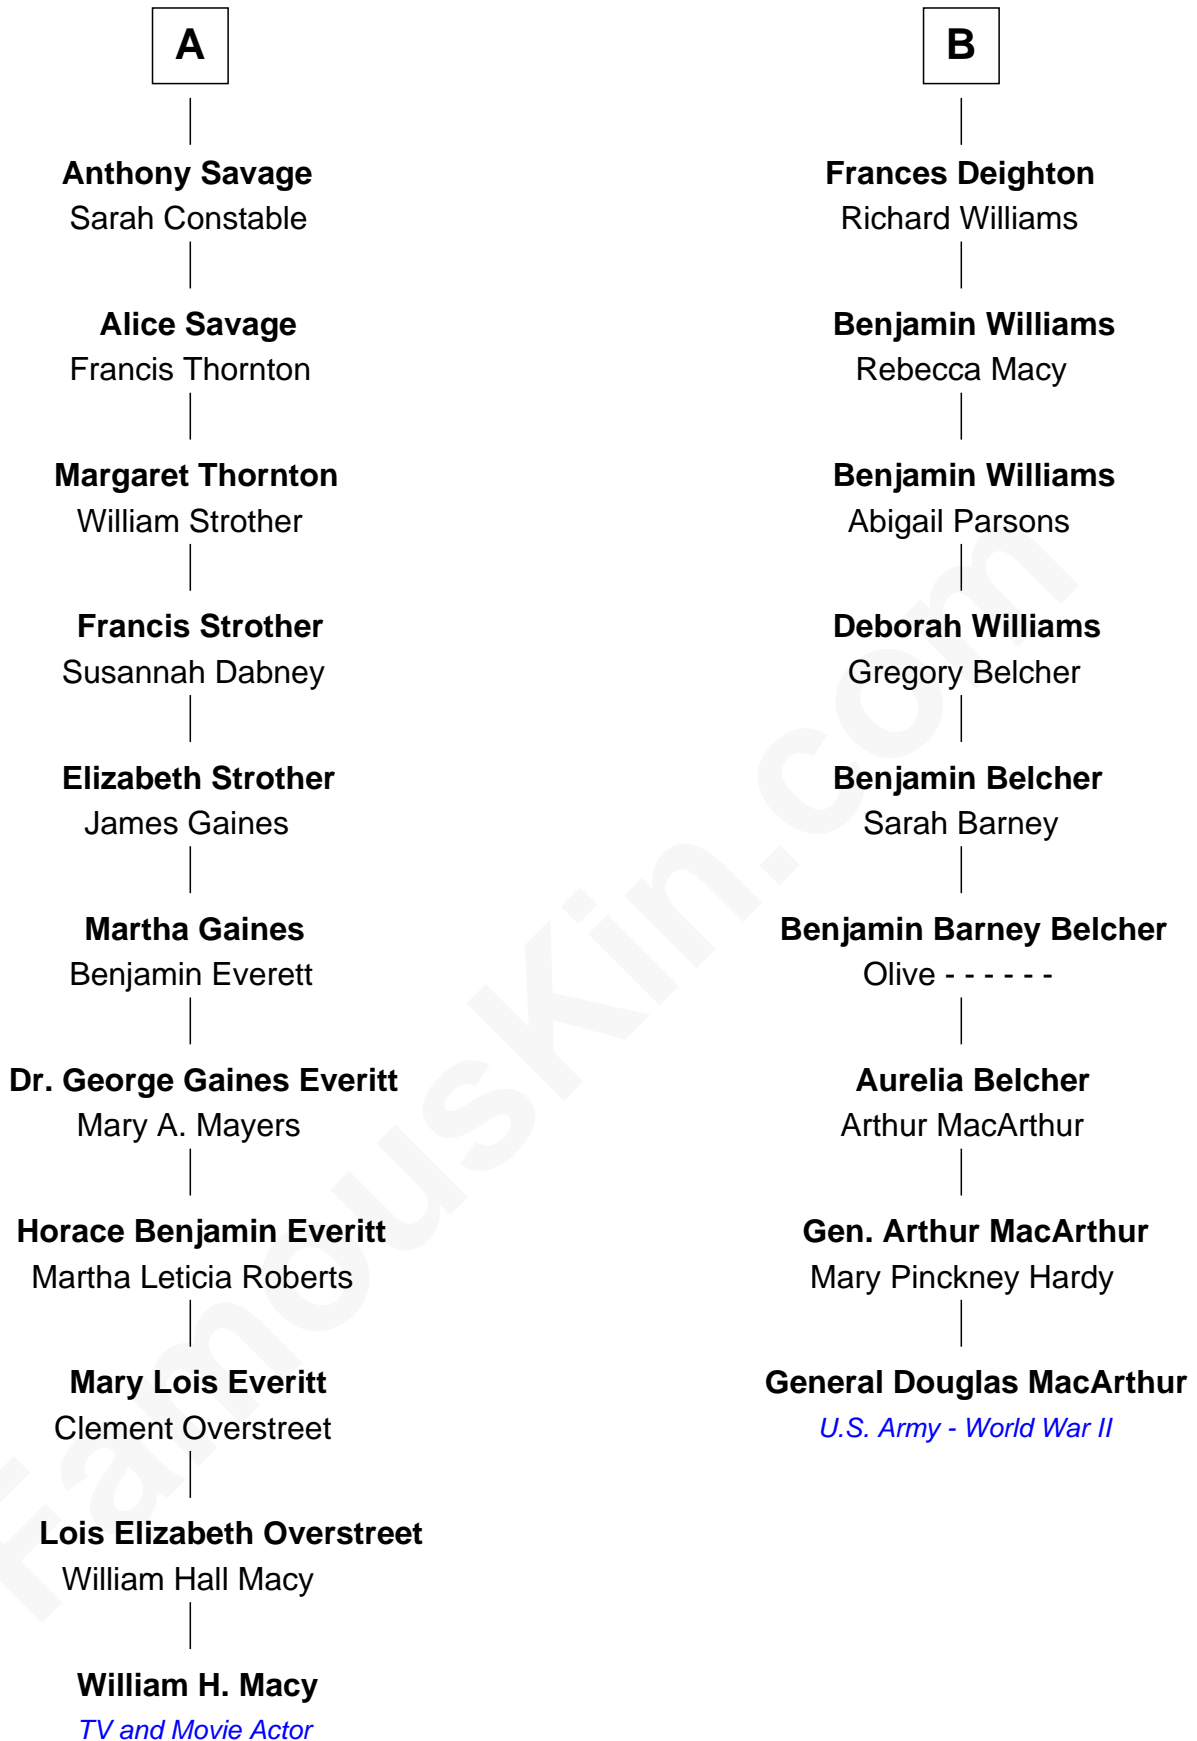 A
Anthony Savage
Sarah Constable
Alice Savage
Francis Thornton
Margaret Thornton
William Strother
Francis Strother
Susannah Dabney
Elizabeth Strother
James Gaines
Martha Gaines
Benjamin Everett
Dr. George Gaines Everitt
Mary A. Mayers
Horace Benjamin Everitt
Martha Leticia Roberts
Mary Lois Everitt
Clement Overstreet
Lois Elizabeth Overstreet
William Hall Macy
William H. Macy
TV and Movie Actor
B
Frances Deighton
Richard Williams
Benjamin Williams
Rebecca Macy
Benjamin Williams
Abigail Parsons
Deborah Williams
Gregory Belcher
Benjamin Belcher
Sarah Barney
Benjamin Barney Belcher
Olive - - - - - -
Aurelia Belcher
Arthur MacArthur
Gen. Arthur MacArthur
Mary Pinckney Hardy
General Douglas MacArthur
U.S. Army - World War II
FamousKin.com